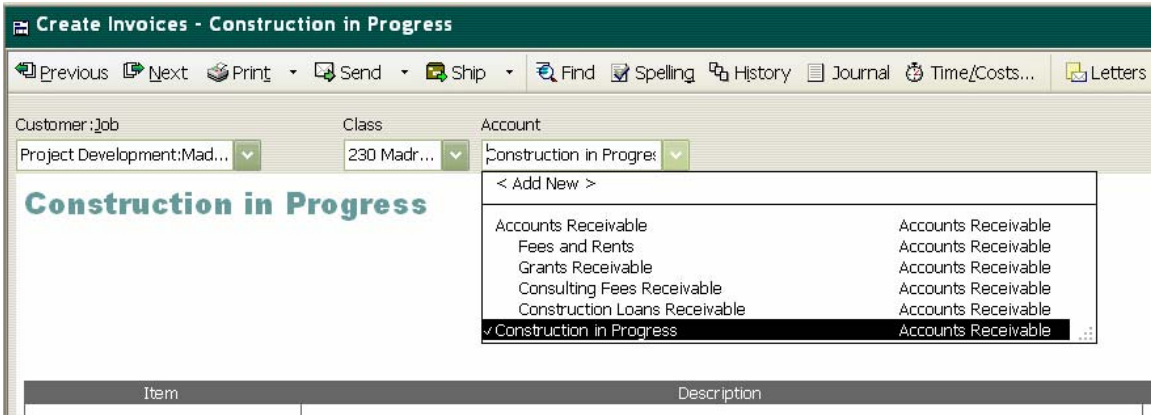 Create Invoices - Construction in Progress
Previous Next Print Send Ship Find Spelling History Journal Time/Costs... Letters
Customer:Job Class Account
Project Development:Mad... 230 Madr... Construction in Progres
< Add New >
Construction in Progress
Accounts Receivable Accounts Receivable
Fees and Rents Accounts Receivable
Grants Receivable Accounts Receivable
Consulting Fees Receivable Accounts Receivable
Construction Loans Receivable Accounts Receivable
✓Construction in Progress Accounts Receivable
Item Description